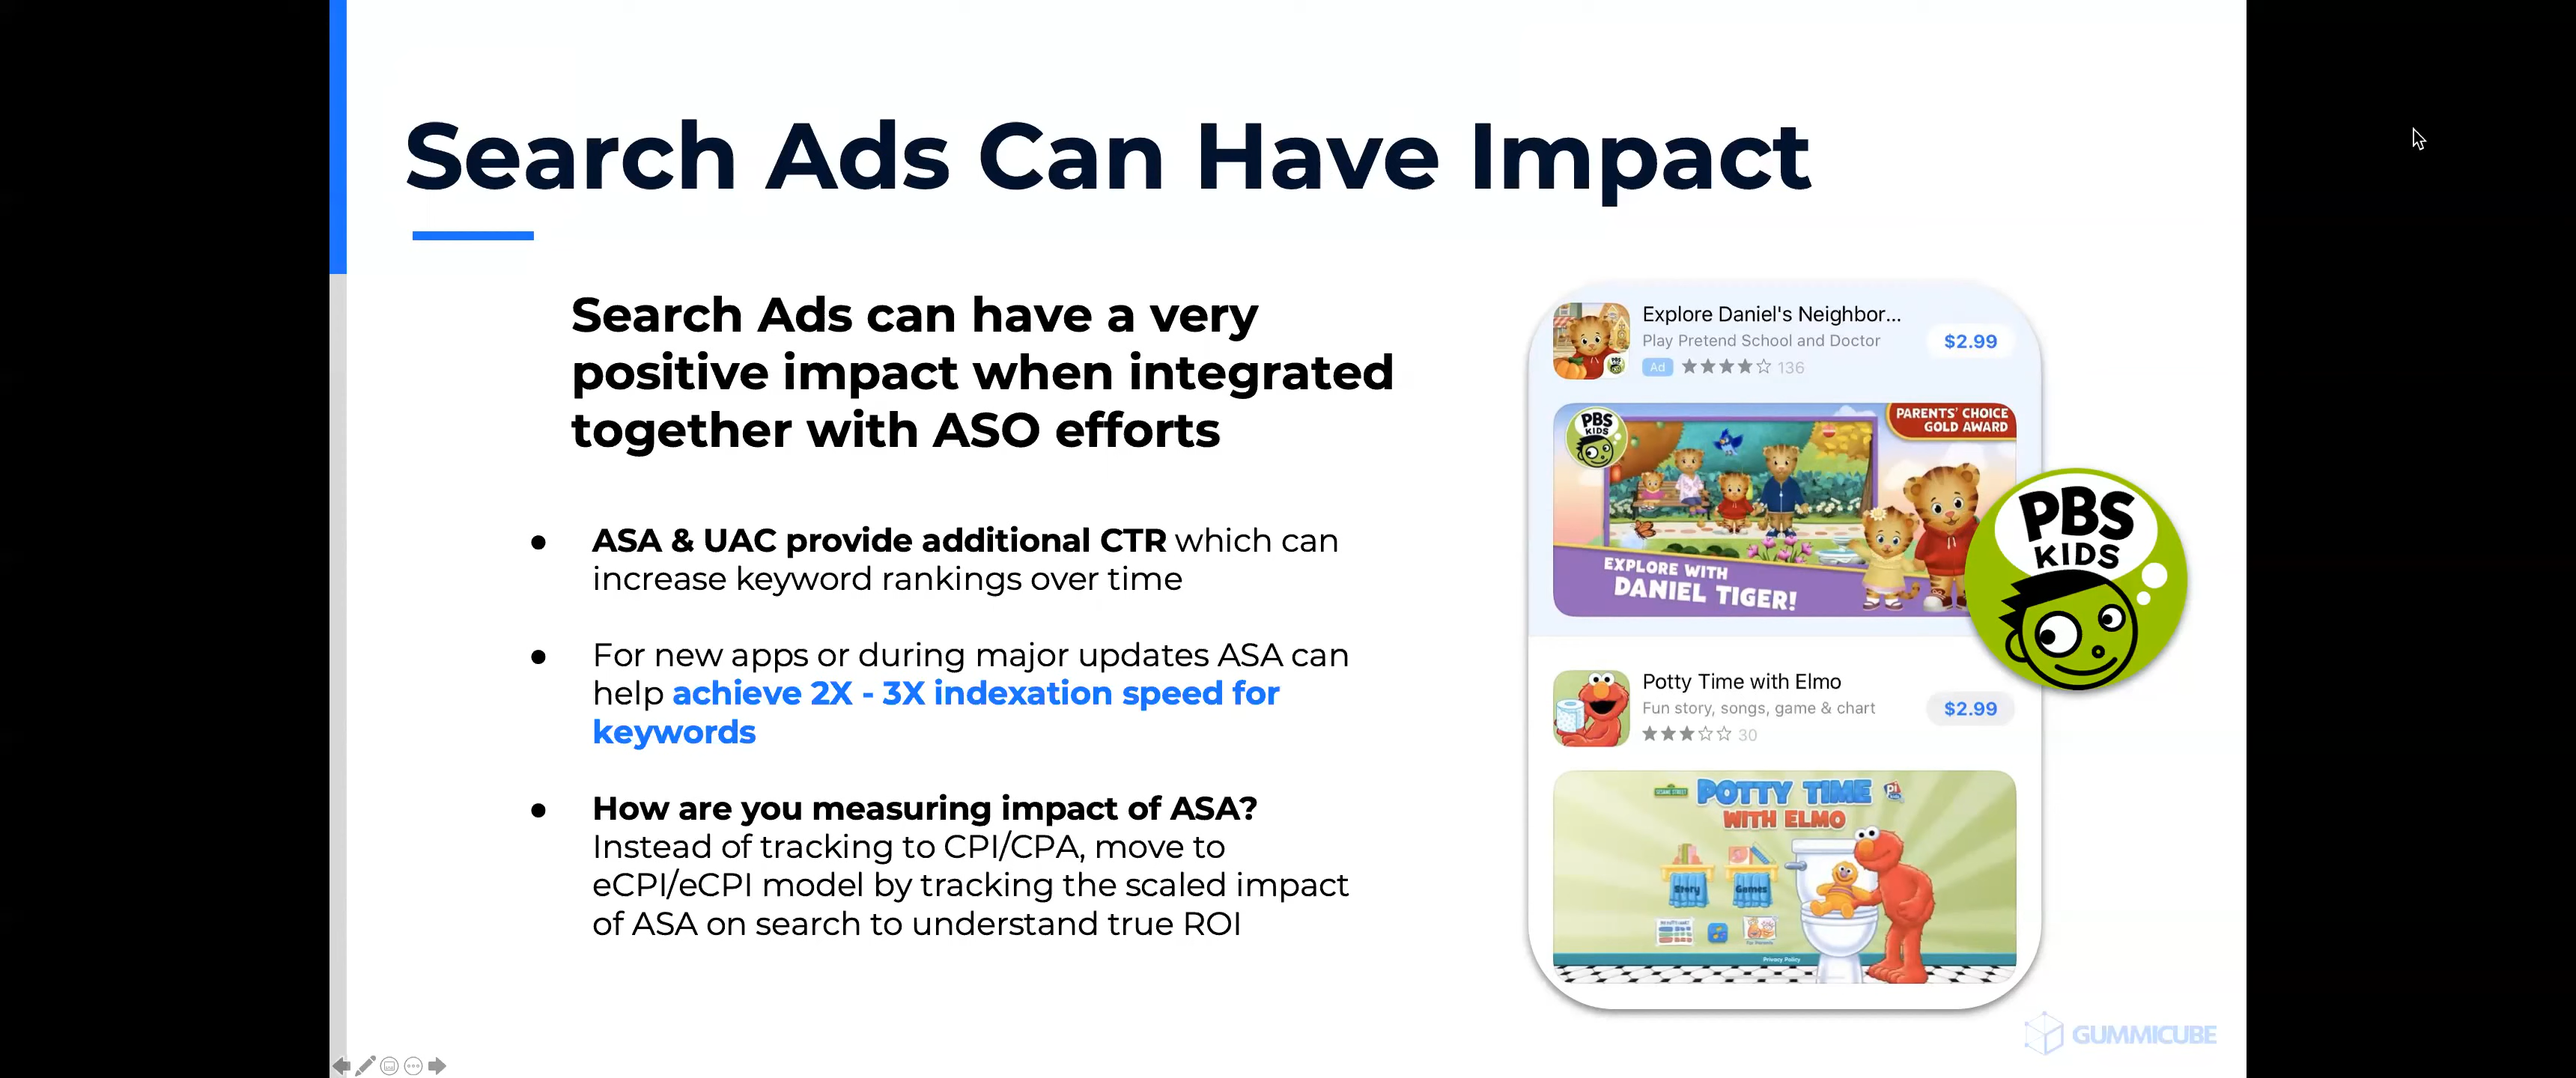 Search Ads Can Have Impact
Search Ads can have a very
positive impact when integrated
together with ASO efforts
● ASA & UAC provide additional CTR which can
increase keyword rankings over time
● For new apps or during major updates ASA can
help achieve 2X - 3X indexation speed for
keywords
● How are you measuring impact of ASA?
Instead of tracking to CPI/CPA, move to
eCPI/eCPI model by tracking the scaled impact
of ASA on search to understand true ROI
Explore Daniel's Neighbor...
Play Pretend School and Doctor
$2.99
Ad
136
PBS
KIDS
PARENTS' CHOICE
GOLD AWARD
EXPLORE WITH
DANIEL TIGER!
PBS
KIDS
Potty Time with Elmo
Fun story, songs, game & chart
$2.99
30
SESAME STREET
POTTY TIME
pi
WITH ELMO
Story
Games
Privacy Policy
GUMMICUBE